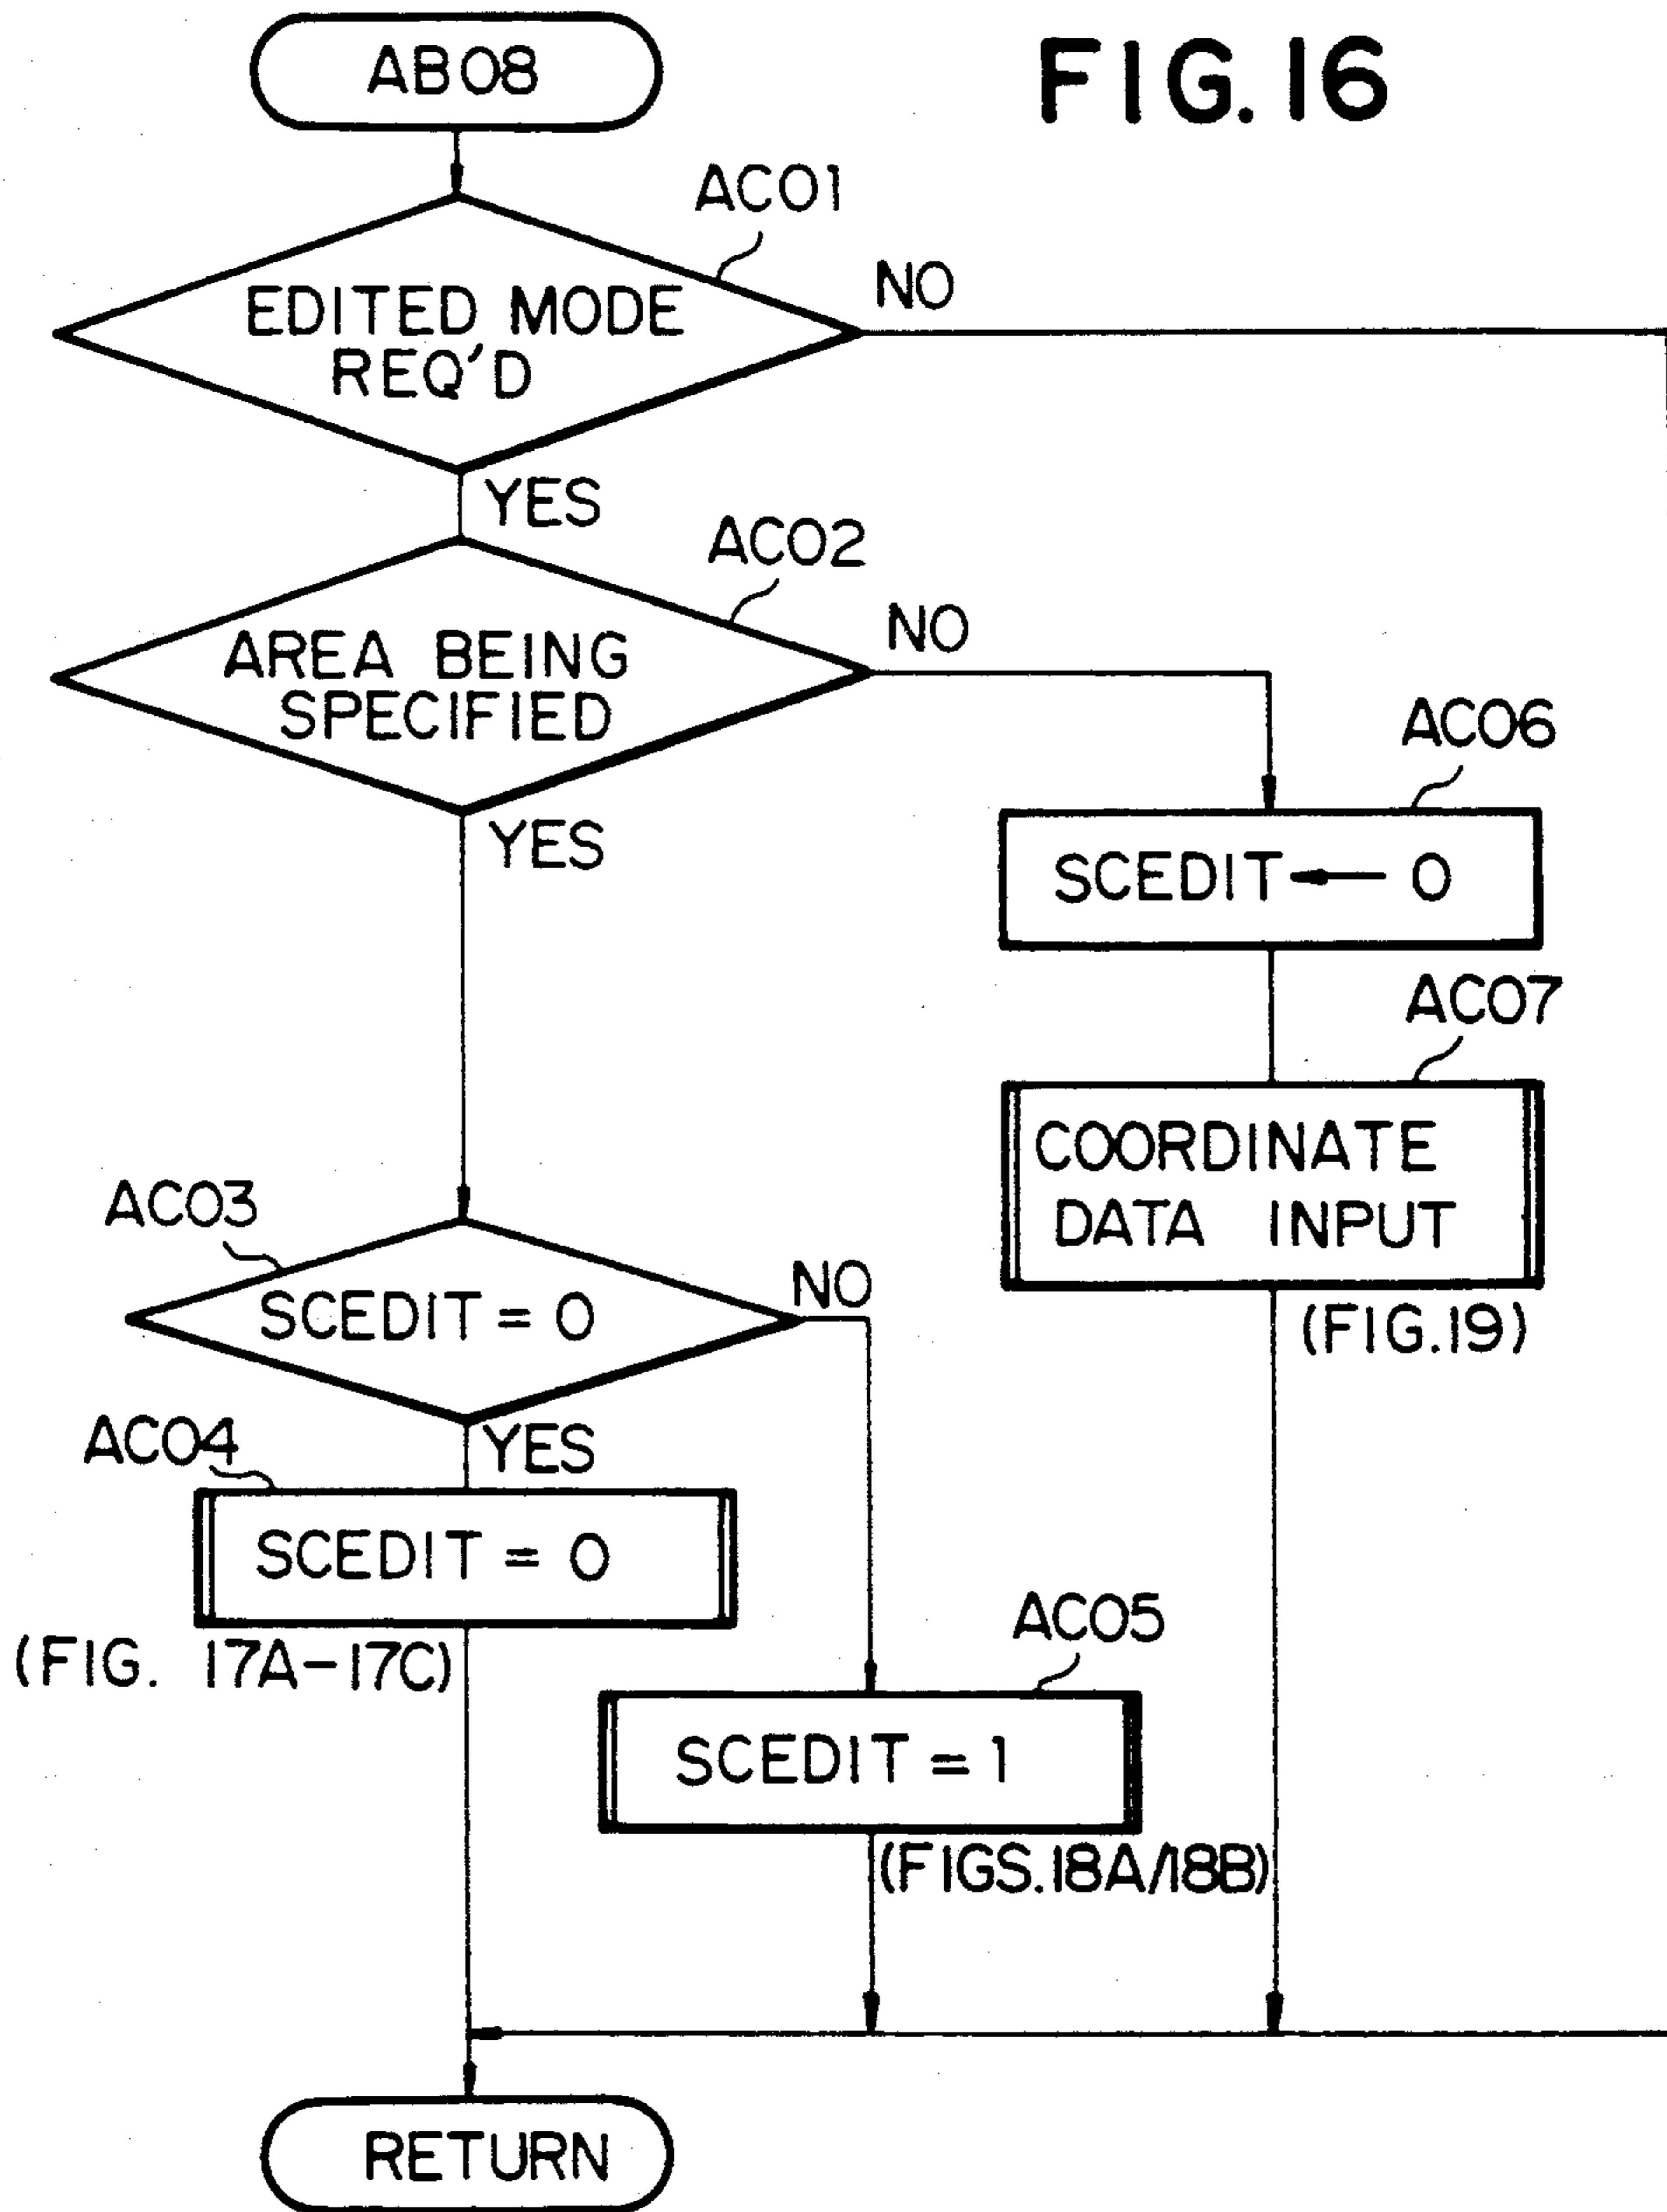 FIG. 16
AB08
AC01
EDITED MODE
REQ'D
NO
YES
AC02
AREA BEING
SPECIFIED
NO
YES
AC06
SCEDIT ← 0
AC07
COORDINATE
DATA INPUT
(FIG.19)
AC03
SCEDIT = 0
NO
YES
AC04
SCEDIT = 0
(FIG. 17A-17C)
AC05
SCEDIT = 1
(FIGS.18A/18B)
RETURN